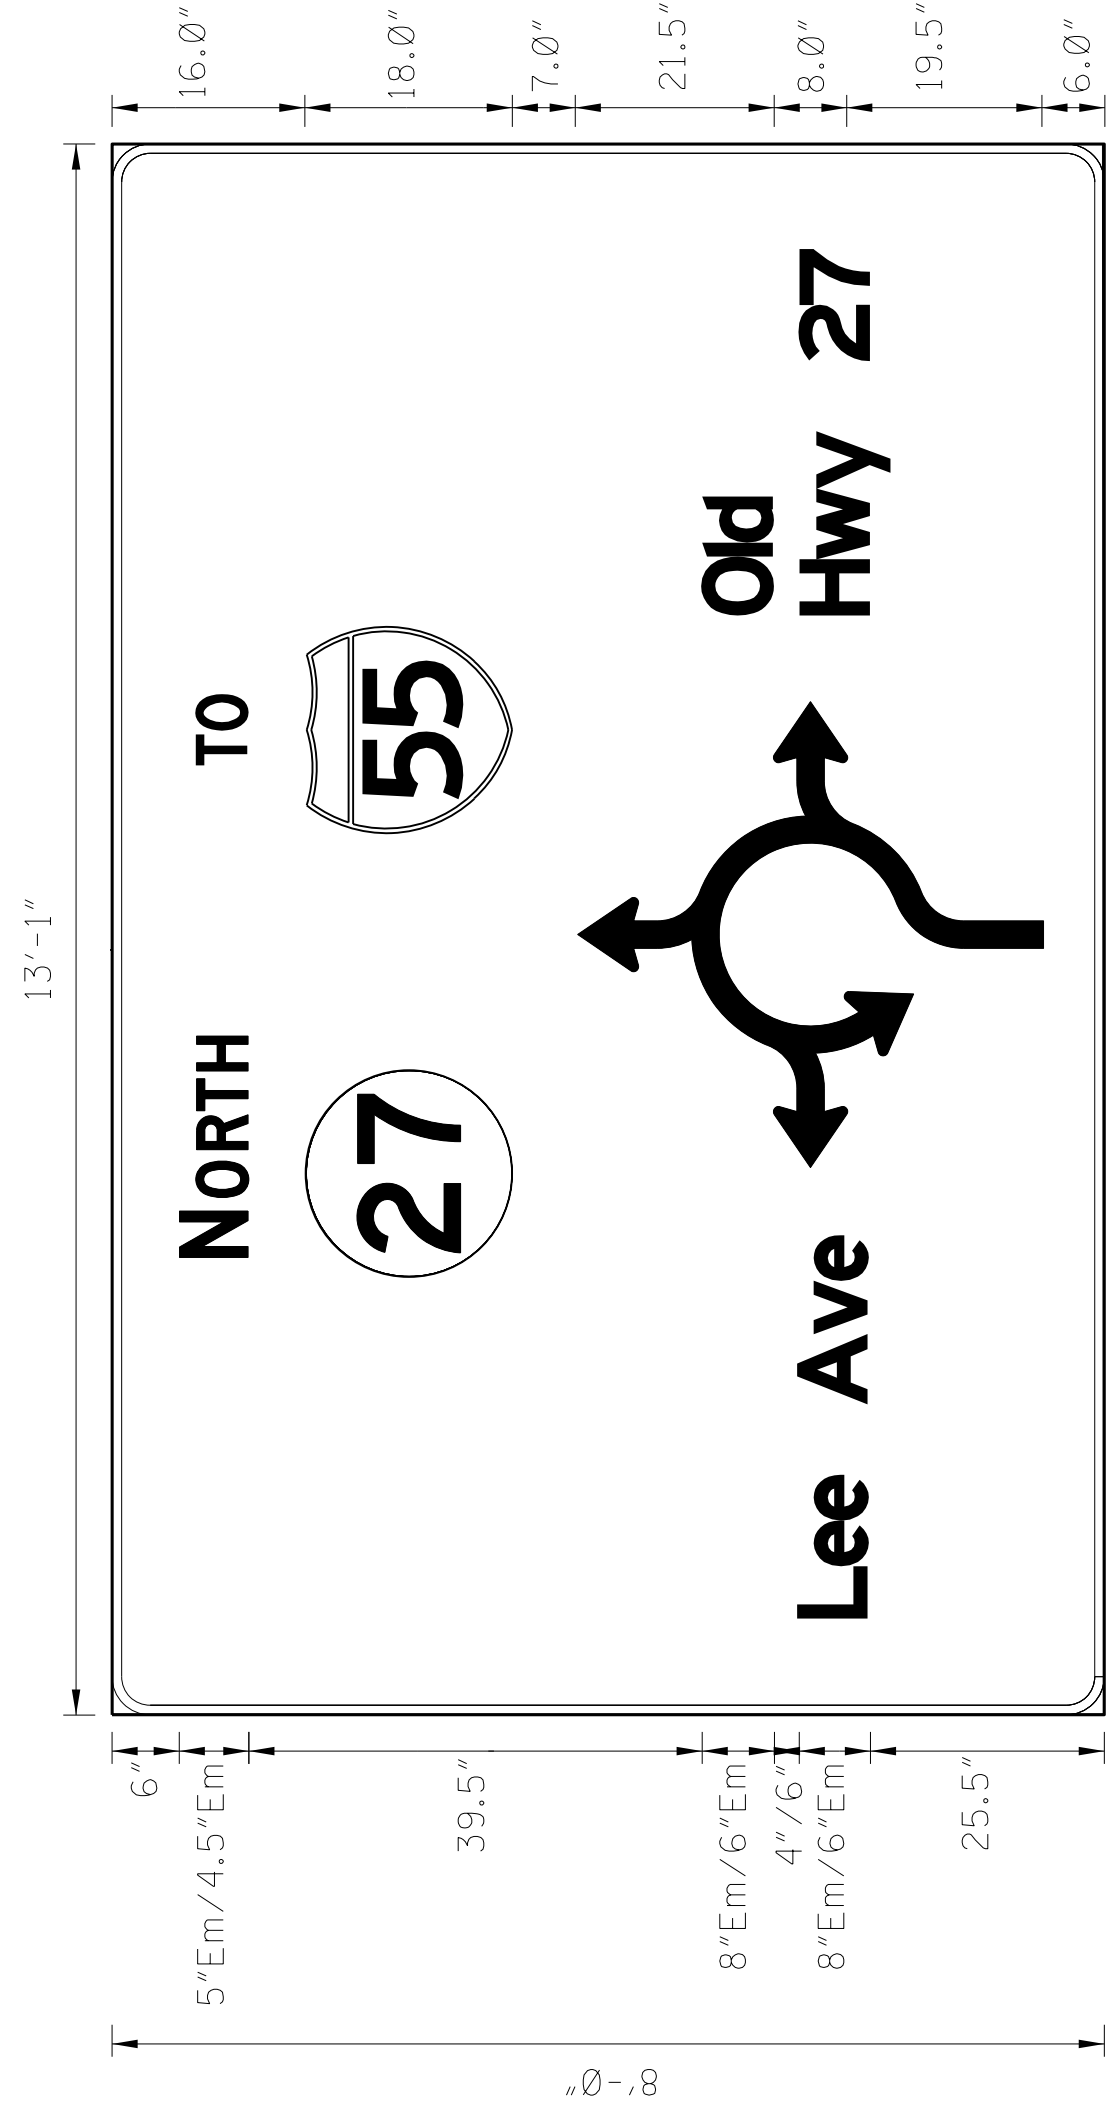 13'-1"
NORTH TO
27 55
Old
Lee Ave Hwy 27
16.0"
18.0"
7.0"
21.5"
8.0"
19.5"
6.0"
6"
5"Em/4.5"Em
39.5"
8"Em/6"Em
4"/6"
8"Em/6"Em
25.5"
8'-0"